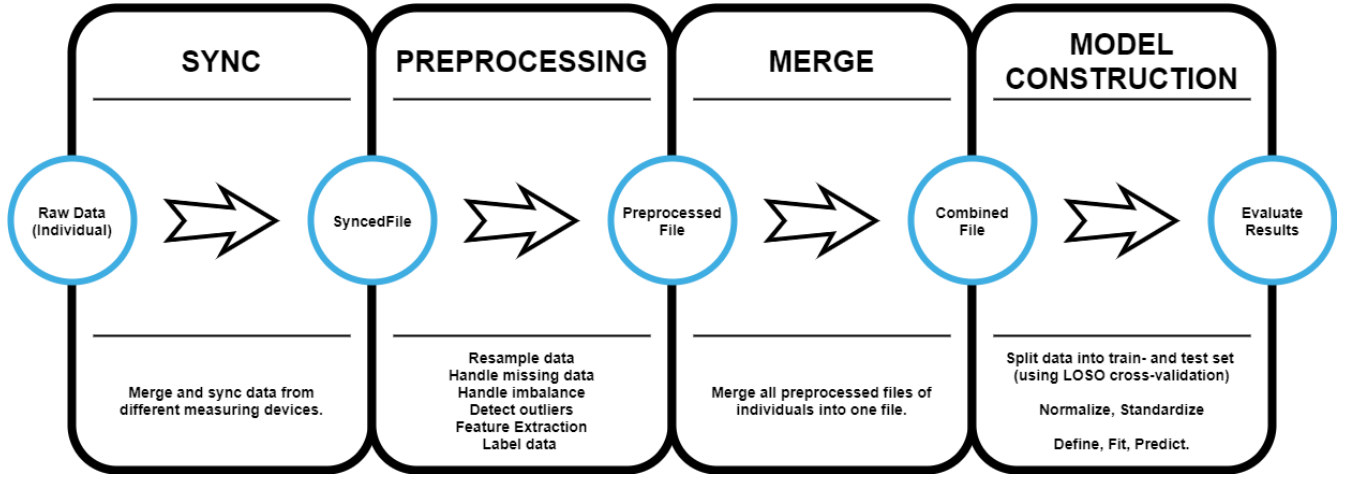 SYNC
PREPROCESSING
MERGE
MODEL
CONSTRUCTION
Raw Data
(Individual)
SyncedFile
Preprocessed
File
Combined
File
Evaluate
Results
Merge and sync data from
different measuring devices.
Resample data
Handle missing data
Handle imbalance
Detect outliers
Feature Extraction
Label data
Merge all preprocessed files of
individuals into one file.
Split data into train- and test set
(using LOSO cross-validation)
Normalize, Standardize
Define, Fit, Predict.